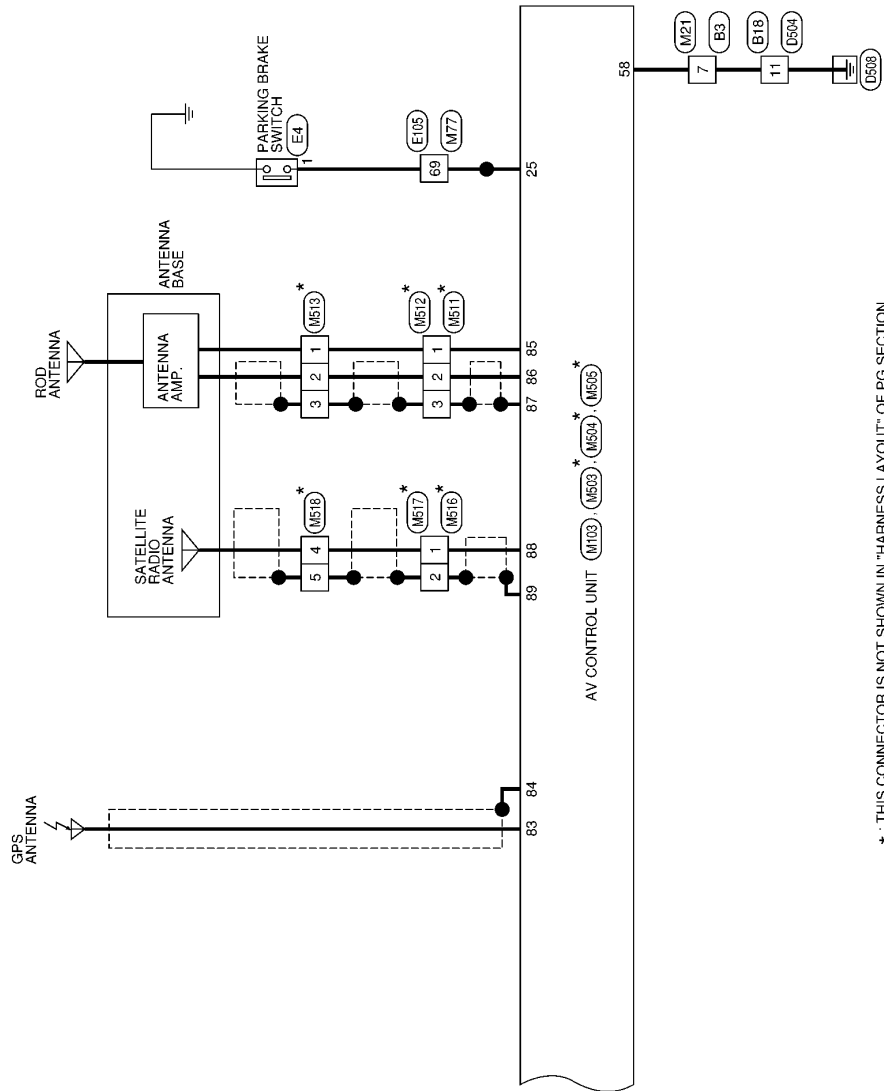 GPS
ANTENNA
83
84
SATELLITE
RADIO
ANTENNA
5
4
*
M518
2
1
*
M517
*
M516
89
88
ROD
ANTENNA
ANTENNA
AMP.
ANTENNA
BASE
3
2
1
*
M513
3
2
1
*
M512
*
M511
87
86
85
PARKING BRAKE
SWITCH
E4
1
69
E105
M77
25
AV CONTROL UNIT M103 , M503 * , M504 * , M505 *
58
7
M21
B3
11
B18
D504
D508
* : THIS CONNECTOR IS NOT SHOWN IN "HARNESS LAYOUT" OF PG SECTION